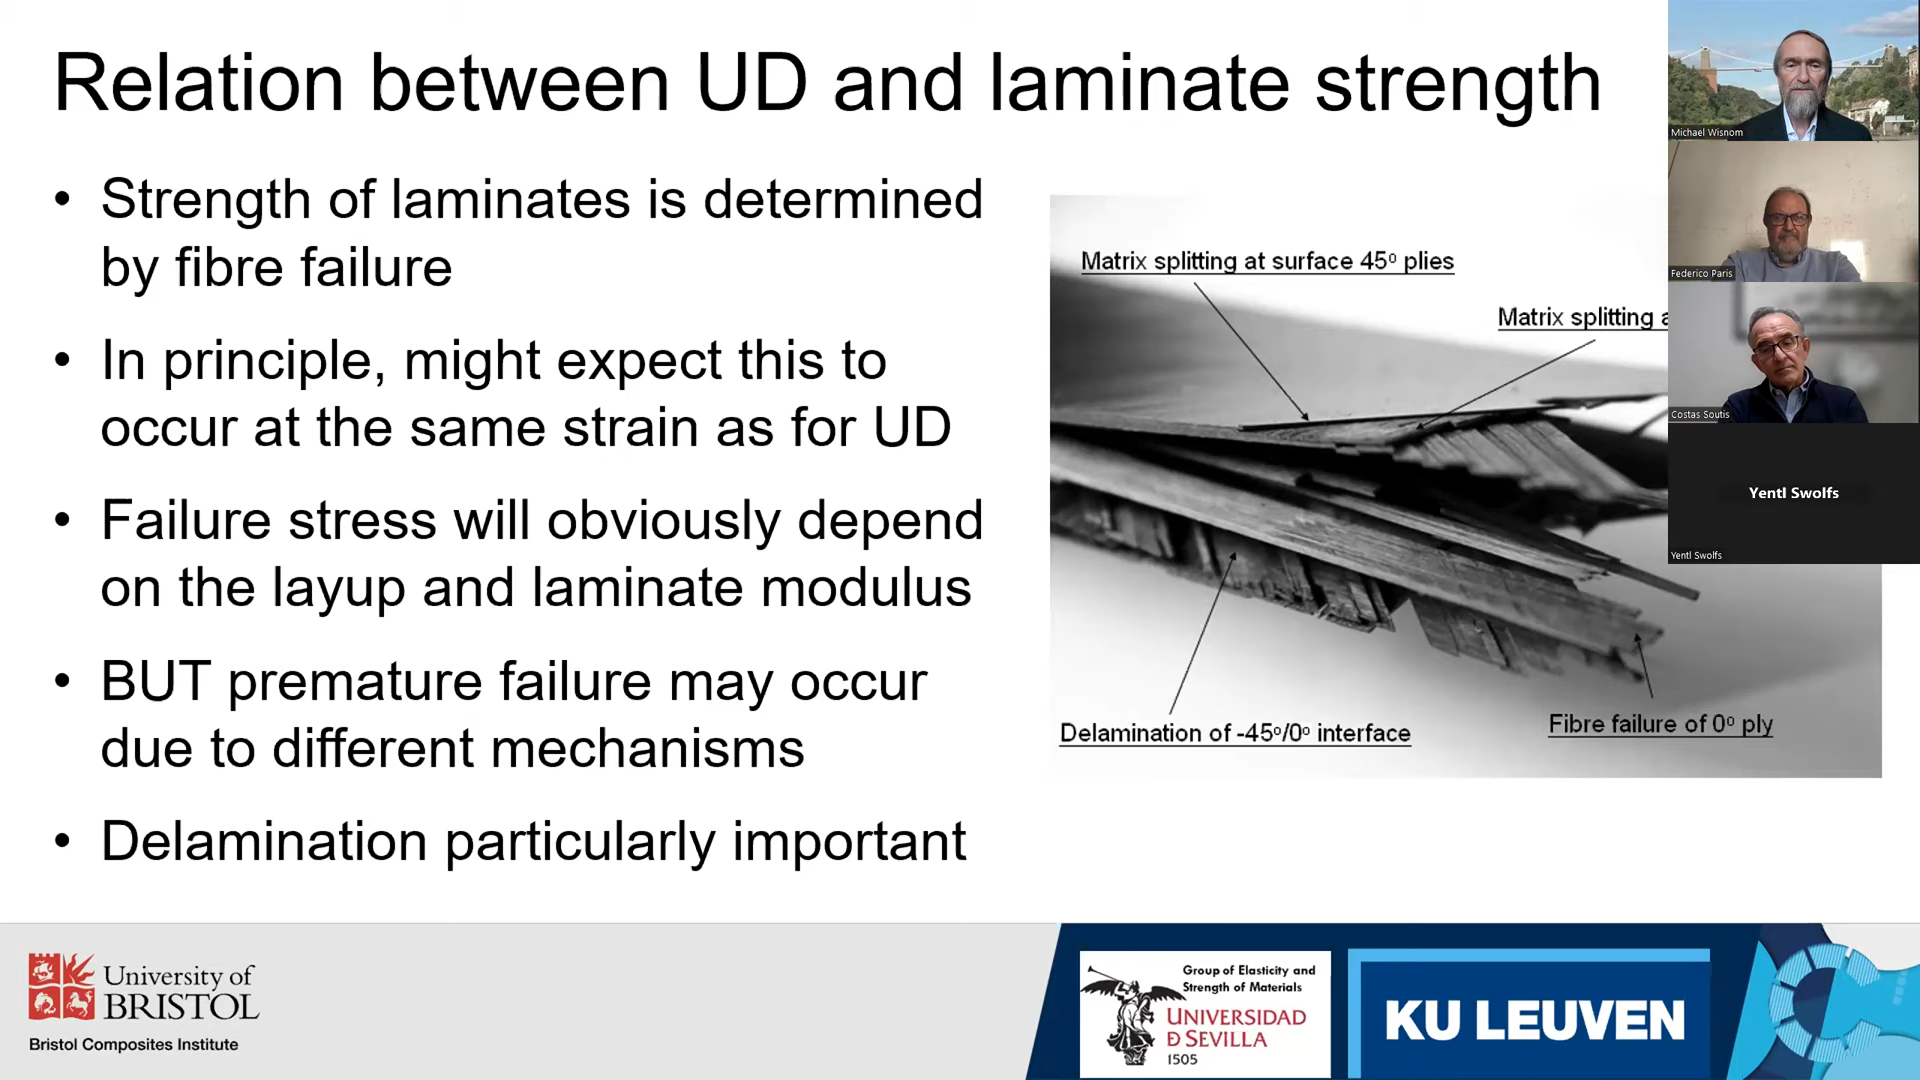 Relation between UD and laminate strength
• Strength of laminates is determined
by fibre failure
• In principle, might expect this to
occur at the same strain as for UD
• Failure stress will obviously depend
on the layup and laminate modulus
• BUT premature failure may occur
due to different mechanisms
• Delamination particularly important
Matrix splitting at surface 45º plies
Matrix splitting
Delamination of -45º/0º interface
Fibre failure of 0º ply
Michael Wisnom
Federico Paris
Costas Soutis
Yentl Swolfs
Yentl Swolfs
University of
BRISTOL
Bristol Composites Institute
Group of Elasticity and
Strength of Materials
UNIVERSIDAD
Ð SEVILLA
1505
KU LEUVEN